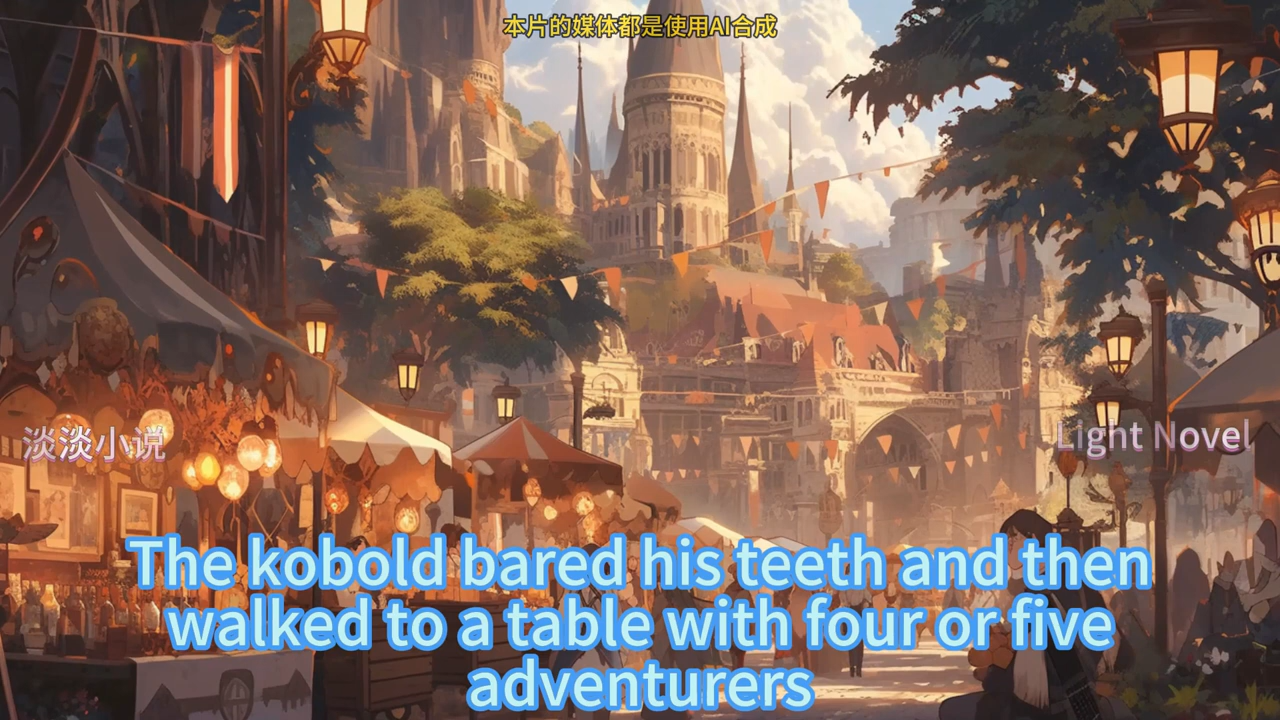 本片的媒体都是使用AI合成
淡淡小说
Light Novel
The kobold bared his teeth and then
walked to a table with four or five
adventurers